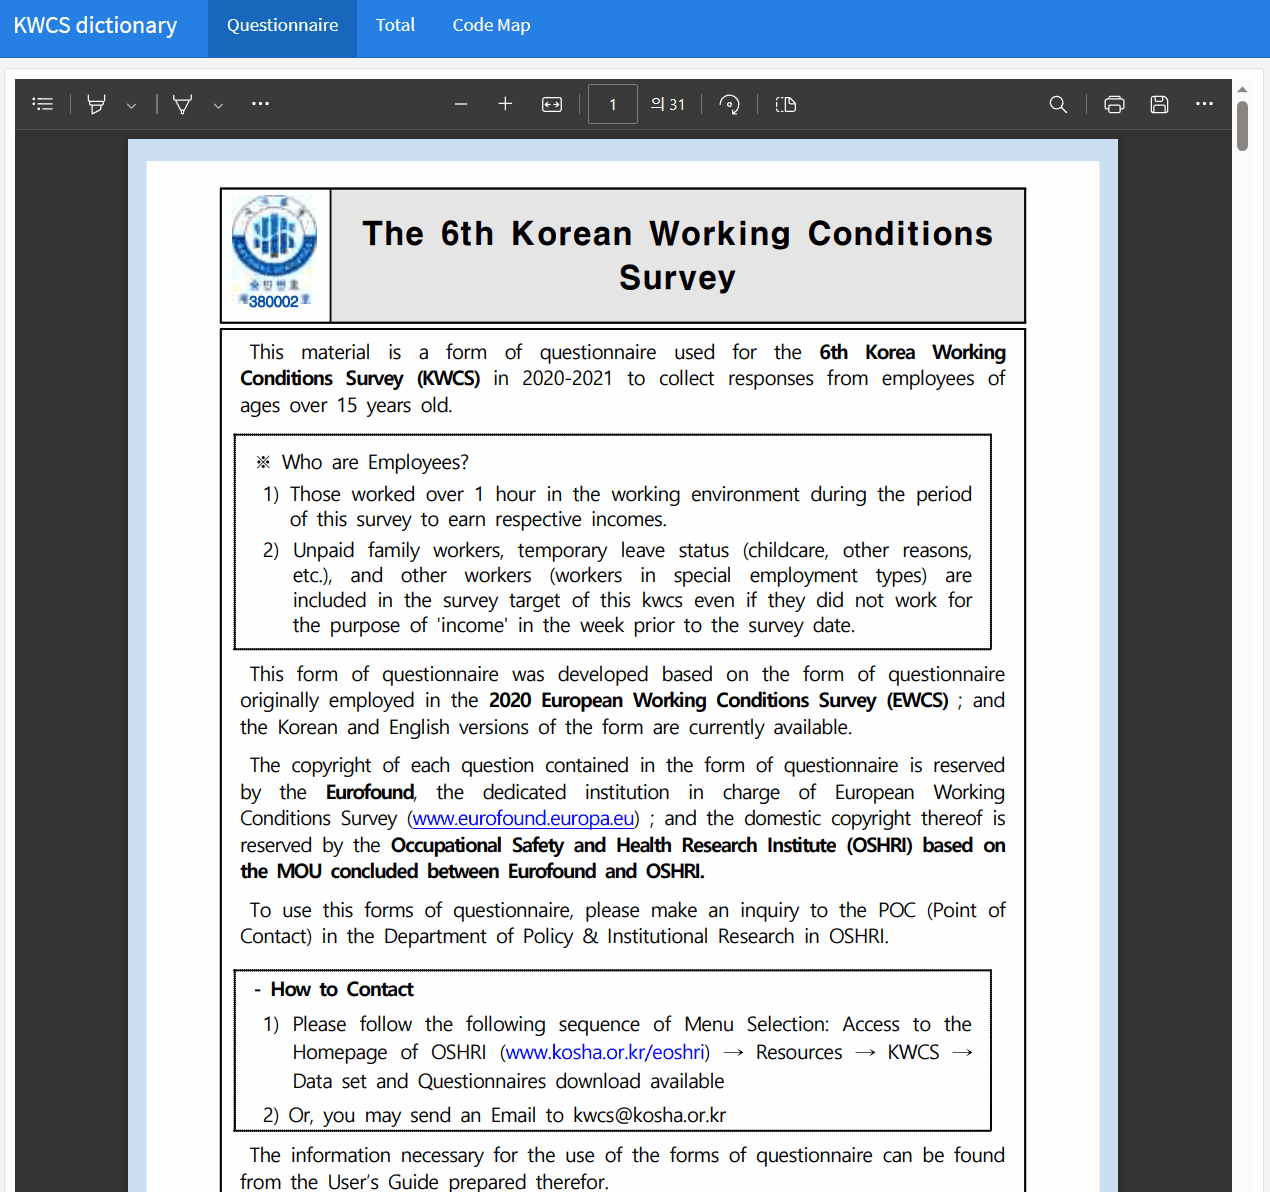 KWCS dictionary Questionnaire Total Code Map
1 의 31
380002
The 6th Korean Working Conditions
Survey
This material is a form of questionnaire used for the 6th Korea Working
Conditions Survey (KWCS) in 2020-2021 to collect responses from employees of
ages over 15 years old.
※ Who are Employees?
1) Those worked over 1 hour in the working environment during the period
of this survey to earn respective incomes.
2) Unpaid family workers, temporary leave status (childcare, other reasons,
etc.), and other workers (workers in special employment types) are
included in the survey target of this kwcs even if they did not work for
the purpose of 'income' in the week prior to the survey date.
This form of questionnaire was developed based on the form of questionnaire
originally employed in the 2020 European Working Conditions Survey (EWCS) ; and
the Korean and English versions of the form are currently available.
The copyright of each question contained in the form of questionnaire is reserved
by the Eurofound, the dedicated institution in charge of European Working
Conditions Survey (www.eurofound.europa.eu) ; and the domestic copyright thereof is
reserved by the Occupational Safety and Health Research Institute (OSHRI) based on
the MOU concluded between Eurofound and OSHRI.
To use this forms of questionnaire, please make an inquiry to the POC (Point of
Contact) in the Department of Policy & Institutional Research in OSHRI.
- How to Contact
1) Please follow the following sequence of Menu Selection: Access to the
Homepage of OSHRI (www.kosha.or.kr/eoshri) → Resources → KWCS →
Data set and Questionnaires download available
2) Or, you may send an Email to kwcs@kosha.or.kr
The information necessary for the use of the forms of questionnaire can be found
from the User's Guide prepared therefor.